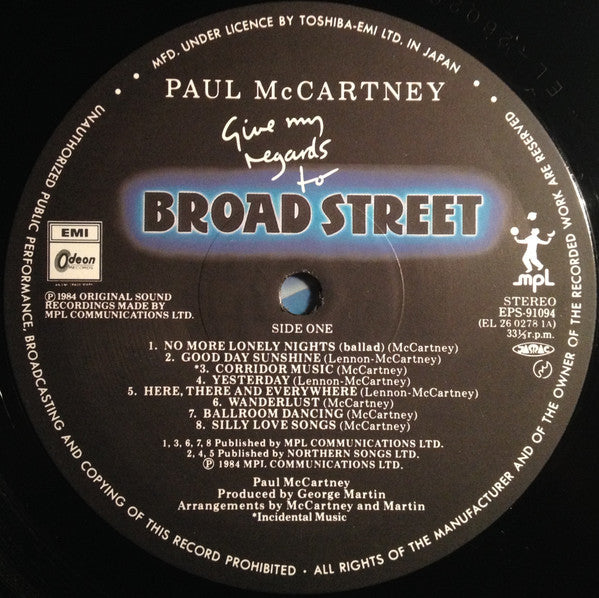 MFD. UNDER LICENCE BY TOSHIBA-EMI LTD. IN JAPAN
PAUL McCARTNEY
Give my
regards
to
BROAD STREET
EMI
Odeon
℗ 1984 ORIGINAL SOUND
RECORDINGS MADE BY
MPL COMMUNICATIONS LTD.
mpl
STEREO
EPS-91094
(EL 26 0278 1A)
33⅓ r.p.m.
JASRAC
SIDE ONE
1. NO MORE LONELY NIGHTS (ballad) (McCartney)
2. GOOD DAY SUNSHINE (Lennon-McCartney)
*3. CORRIDOR MUSIC (McCartney)
4. YESTERDAY (Lennon-McCartney)
5. HERE, THERE AND EVERYWHERE (Lennon-McCartney)
6. WANDERLUST (McCartney)
7. BALLROOM DANCING (McCartney)
8. SILLY LOVE SONGS (McCartney)
1, 3, 6, 7, 8 Published by MPL COMMUNICATIONS LTD.
2, 4, 5 Published by NORTHERN SONGS LTD.
℗ 1984 MPL COMMUNICATIONS LTD.
Paul McCartney
Produced by George Martin
Arrangements by McCartney and Martin
*Incidental Music
UNAUTHORIZED PUBLIC PERFORMANCE, BROADCASTING AND COPYING OF THIS RECORD PROHIBITED · ALL RIGHTS OF THE MANUFACTURER AND OF THE OWNER OF THE RECORDED WORK ARE RESERVED